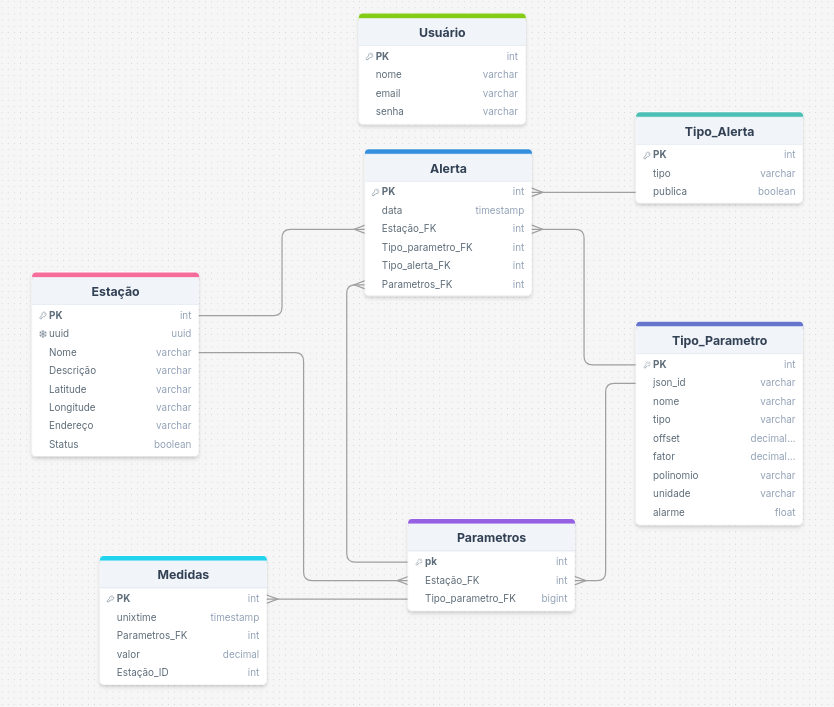 Usuário
PK int
nome varchar
email varchar
senha varchar
Tipo_Alerta
PK int
tipo varchar
publica boolean
Alerta
PK int
data timestamp
Estação_FK int
Tipo_parametro_FK int
Tipo_alerta_FK int
Parametros_FK int
Estação
PK int
uuid uuid
Nome varchar
Descrição varchar
Latitude varchar
Longitude varchar
Endereço varchar
Status boolean
Tipo_Parametro
PK int
json_id varchar
nome varchar
tipo varchar
offset decimal...
fator decimal...
polinomio varchar
unidade varchar
alarme float
Parametros
pk int
Estação_FK int
Tipo_parametro_FK bigint
Medidas
PK int
unixtime timestamp
Parametros_FK int
valor decimal
Estação_ID int